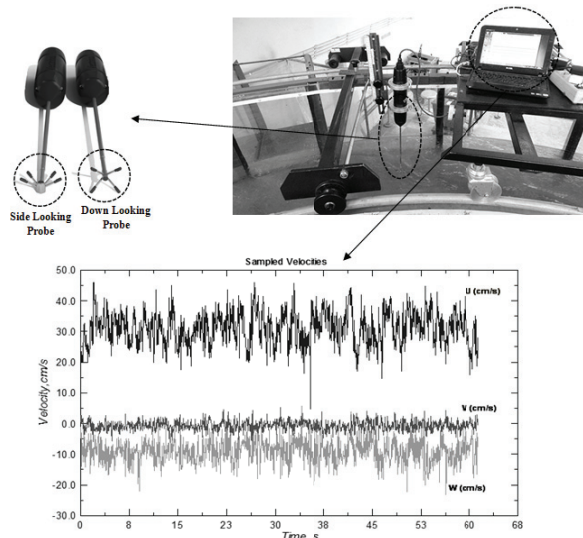 Side Looking
Probe
Down Looking
Probe
Sampled Velocities
50.0
40.0
30.0
20.0
10.0
0.0
-10.0
-20.0
-30.0
Velocity,cm/s
U (cm/s)
V (cm/s)
W (cm/s)
0
8
15
23
30
38
45
53
60
68
Time, s